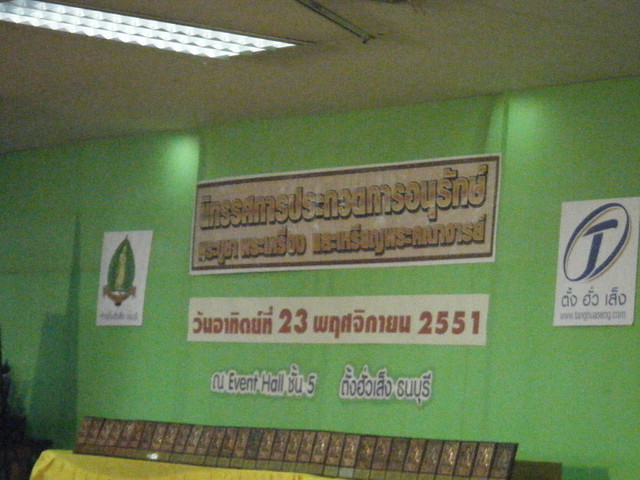 นิทรรศการประกวดการอนุรักษ์
พระบูชา พระเครื่อง และเหรียญพระคณาจารย์
วันอาทิตย์ที่ 23 พฤศจิกายน 2551
ณ Event Hall ชั้น 5 ตั้งฮั่วเส็ง ธนบุรี
ตั้ง ฮั่ว เส็ง
www.tanghuaseng.com